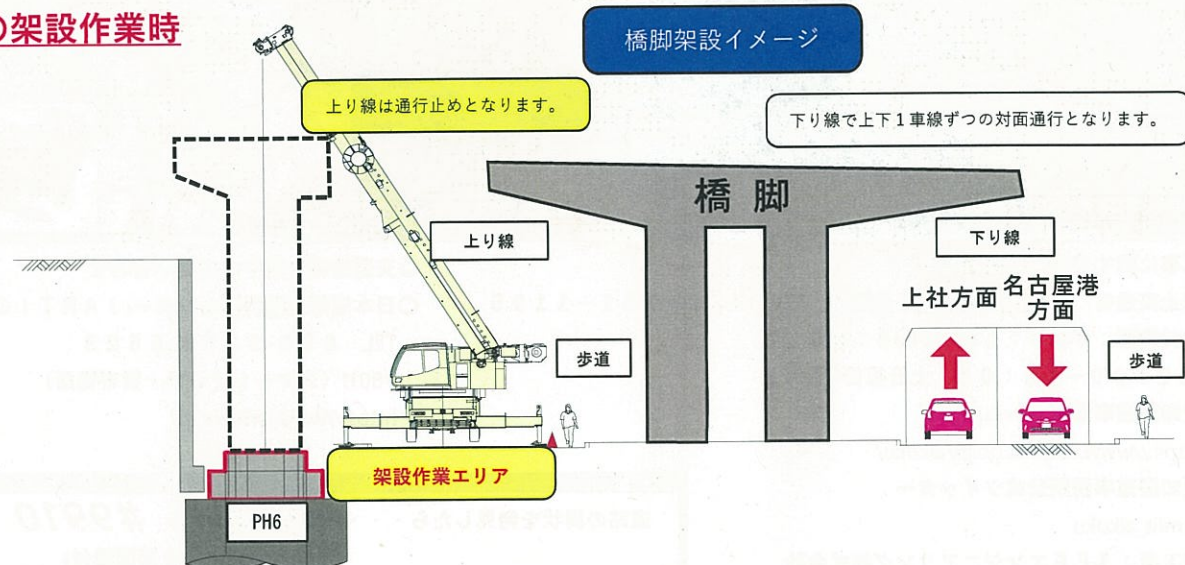 の架設作業時
橋脚架設イメージ
上り線は通行止めとなります。
下り線で上下1車線ずつの対面通行となります。
橋脚
上り線
下り線
上社方面
名古屋港
方面
歩道
歩道
架設作業エリア
PH6